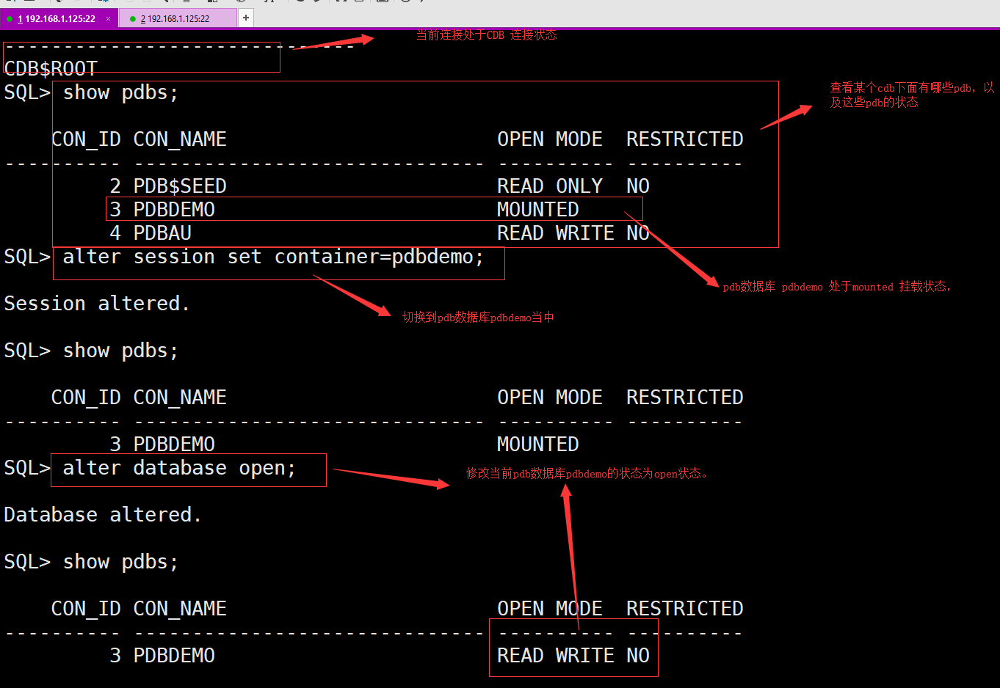 1 192.168.1.125:22 × 2 192.168.1.125:22 +
------------------------------ 当前连接处于CDB 连接状态
CDB$ROOT
SQL> show pdbs;
查看某个cdb下面有哪些pdb，以
及这些pdb的状态
CON_ID CON_NAME OPEN MODE RESTRICTED
---------- ------------------------------ ---------- ----------
2 PDB$SEED READ ONLY NO
3 PDBDEMO MOUNTED
4 PDBAU READ WRITE NO
SQL> alter session set container=pdbdemo;
pdb数据库 pdbdemo 处于mounted 挂载状态，
Session altered.
切换到pdb数据库pdbdemo当中
SQL> show pdbs;
CON_ID CON_NAME OPEN MODE RESTRICTED
---------- ------------------------------ ---------- ----------
3 PDBDEMO MOUNTED
SQL> alter database open;
修改当前pdb数据库pdbdemo的状态为open状态。
Database altered.
SQL> show pdbs;
CON_ID CON_NAME OPEN MODE RESTRICTED
---------- ------------------------------ ---------- ----------
3 PDBDEMO READ WRITE NO